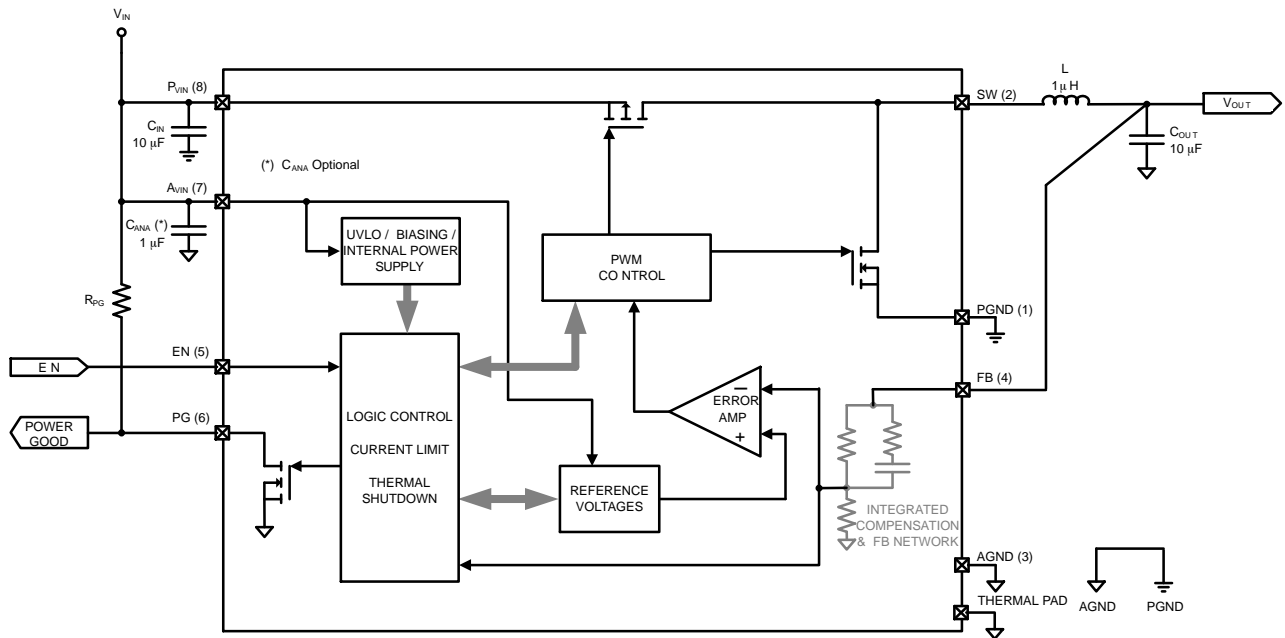 VIN
PVIN (8)
CIN
10 μF
AVIN (7)
CANA (*)
1 μF
RPG
E N
EN (5)
POWER
GOOD
PG (6)
(*) CANA Optional
UVLO / BIASING /
INTERNAL POWER
SUPPLY
LOGIC CONTROL
CURRENT LIMIT
THERMAL
SHUTDOWN
PWM
CO NTROL
ERROR
AMP
−
+
REFERENCE
VOLTAGES
INTEGRATED
COMPENSATION
& FB NETWORK
SW (2)
L
1μ H
VOUT
COUT
10 μF
PGND (1)
FB (4)
AGND (3)
THERMAL PAD
AGND
PGND